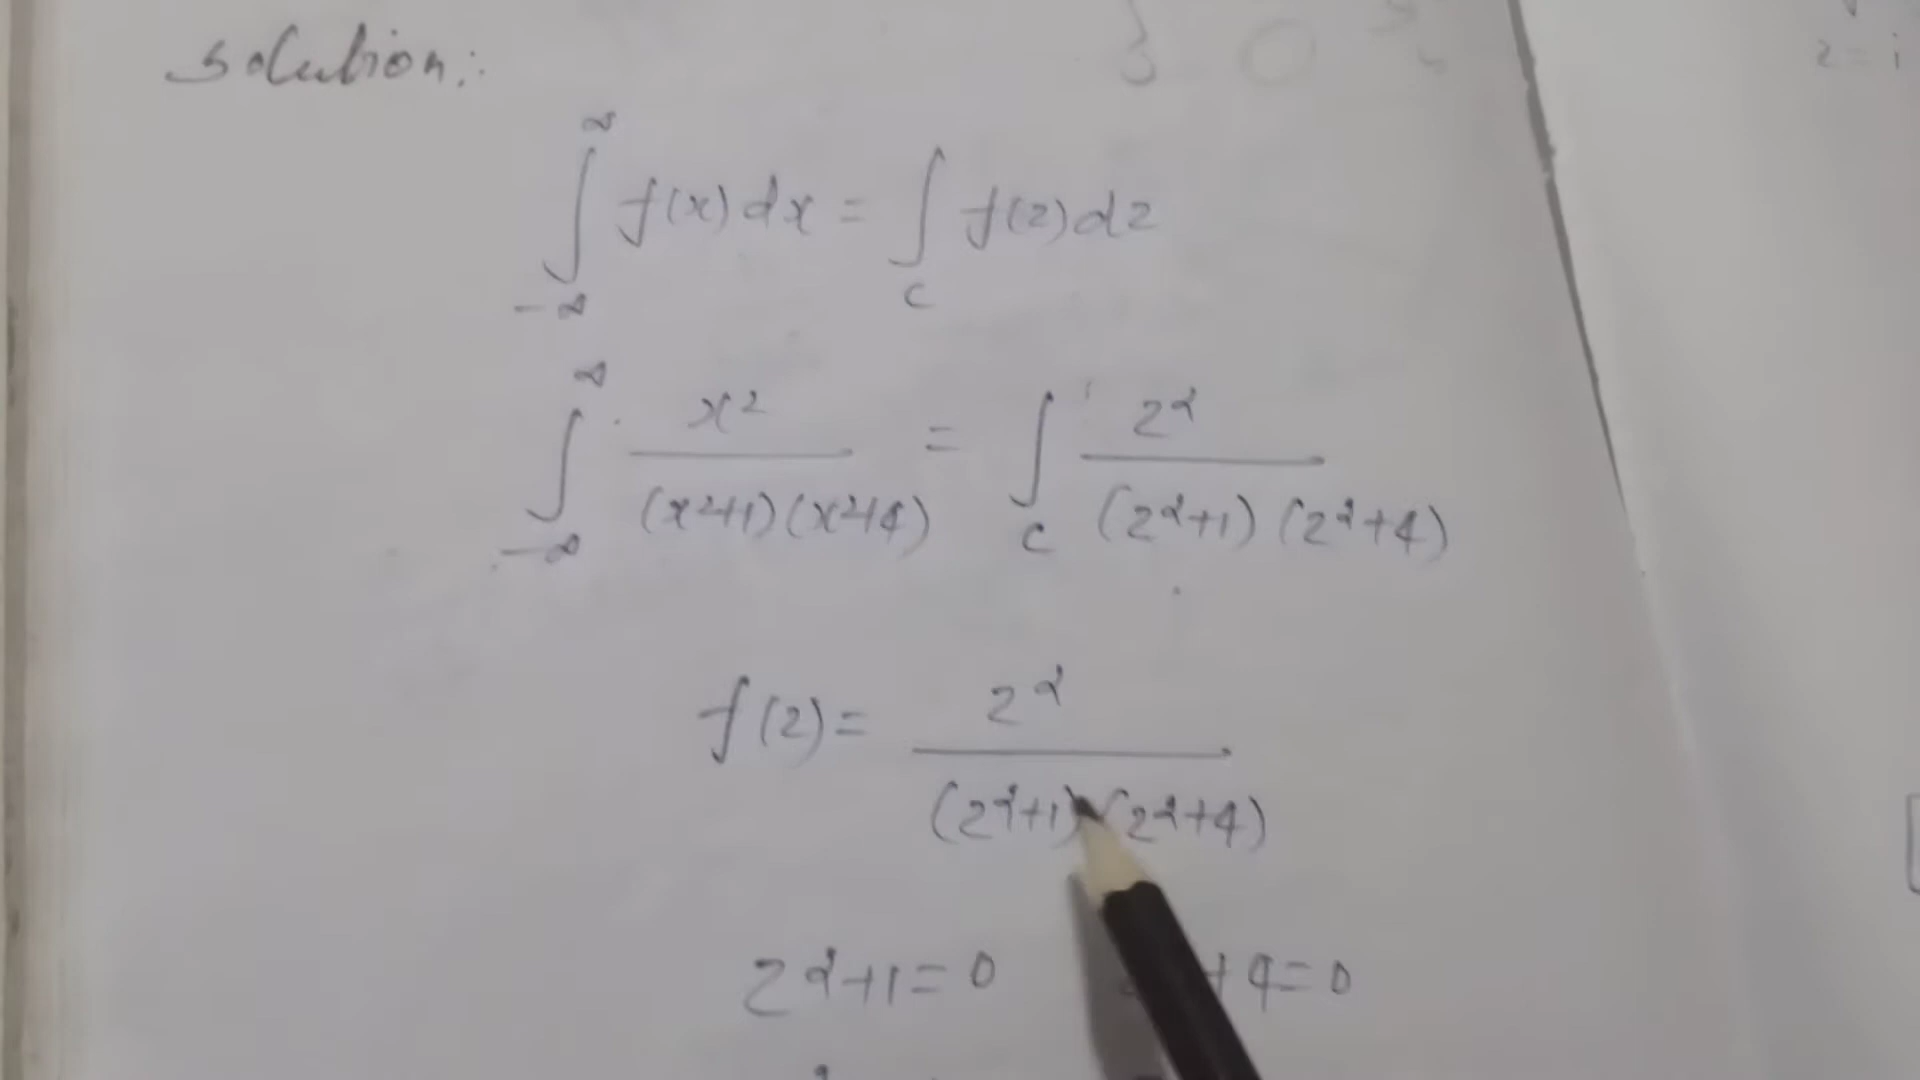 Solution:
∫_{-∞}^{∞} f(x)dx = ∫_C f(z)dz
∫_{-∞}^{∞} x²/((x²+1)(x²+4)) = ∫_C z²/((z²+1)(z²+4))
f(z) = z²/((z²+1)(z²+4))
z²+1=0 +4=0
z=i